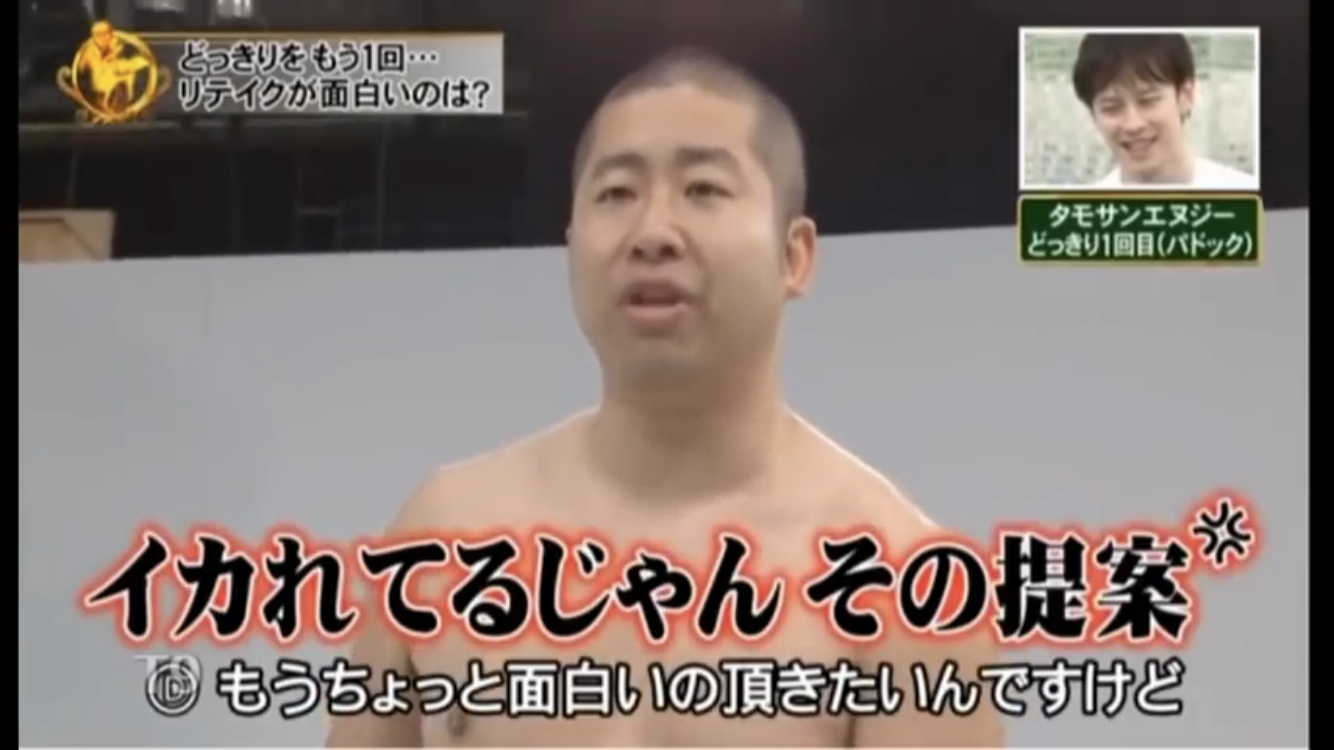 どっきりをもう1回…
リテイクが面白いのは?
タモサンエヌジー
どっきり1回目(パドック)
イカれてるじゃん その提案
もうちょっと面白いの頂きたいんですけど